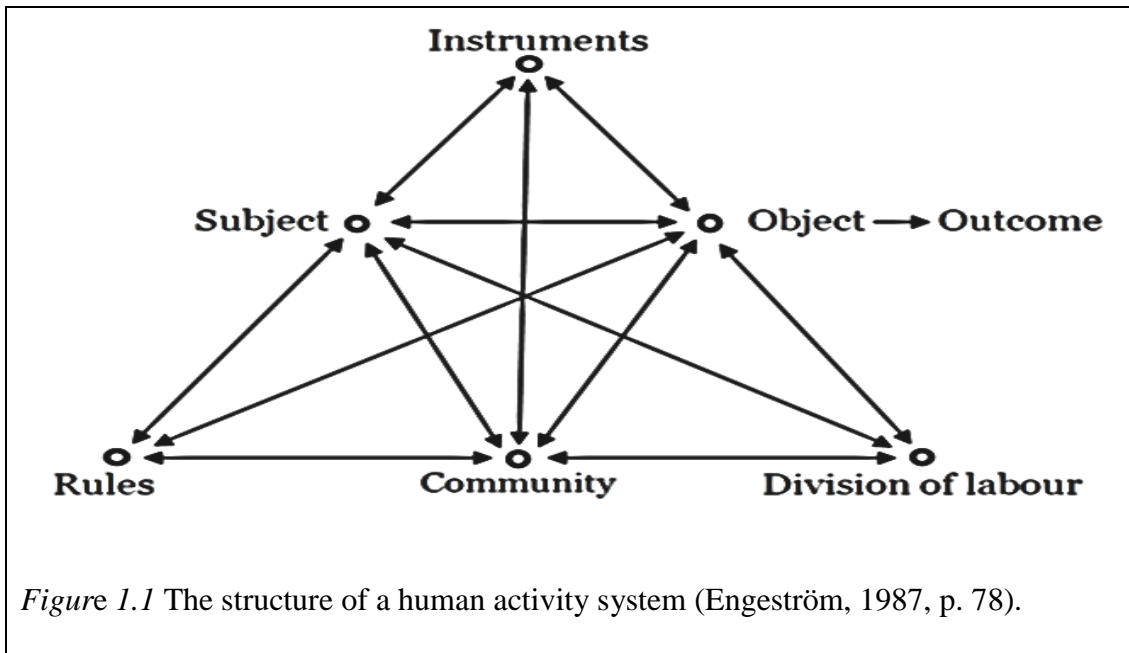 Instruments
Subject Object Outcome
Rules Community Division of labour
Figure 1.1 The structure of a human activity system (Engeström, 1987, p. 78).